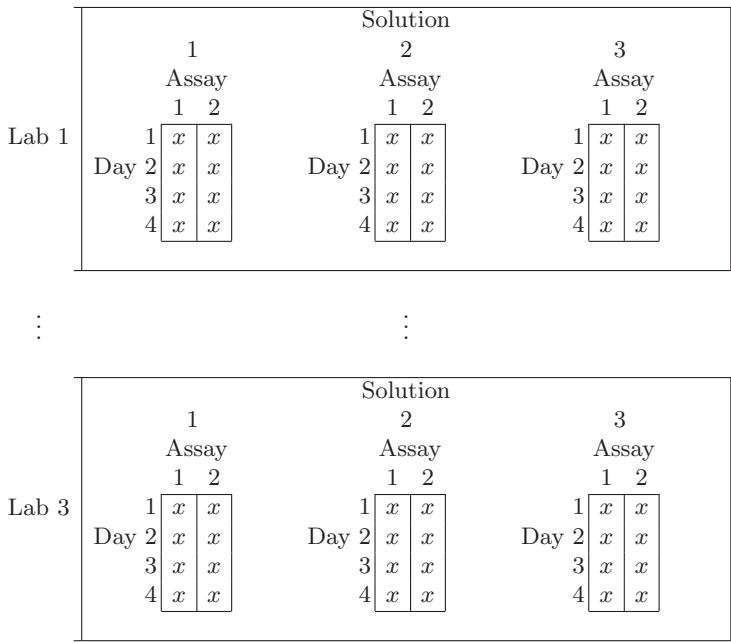 Solution
1 2 3
Assay Assay Assay
1 2 1 2 1 2
Lab 1 1 x x 1 x x 1 x x
Day 2 x x Day 2 x x Day 2 x x
3 x x 3 x x 3 x x
4 x x 4 x x 4 x x
⋮ ⋮
Solution
1 2 3
Assay Assay Assay
1 2 1 2 1 2
Lab 3 1 x x 1 x x 1 x x
Day 2 x x Day 2 x x Day 2 x x
3 x x 3 x x 3 x x
4 x x 4 x x 4 x x